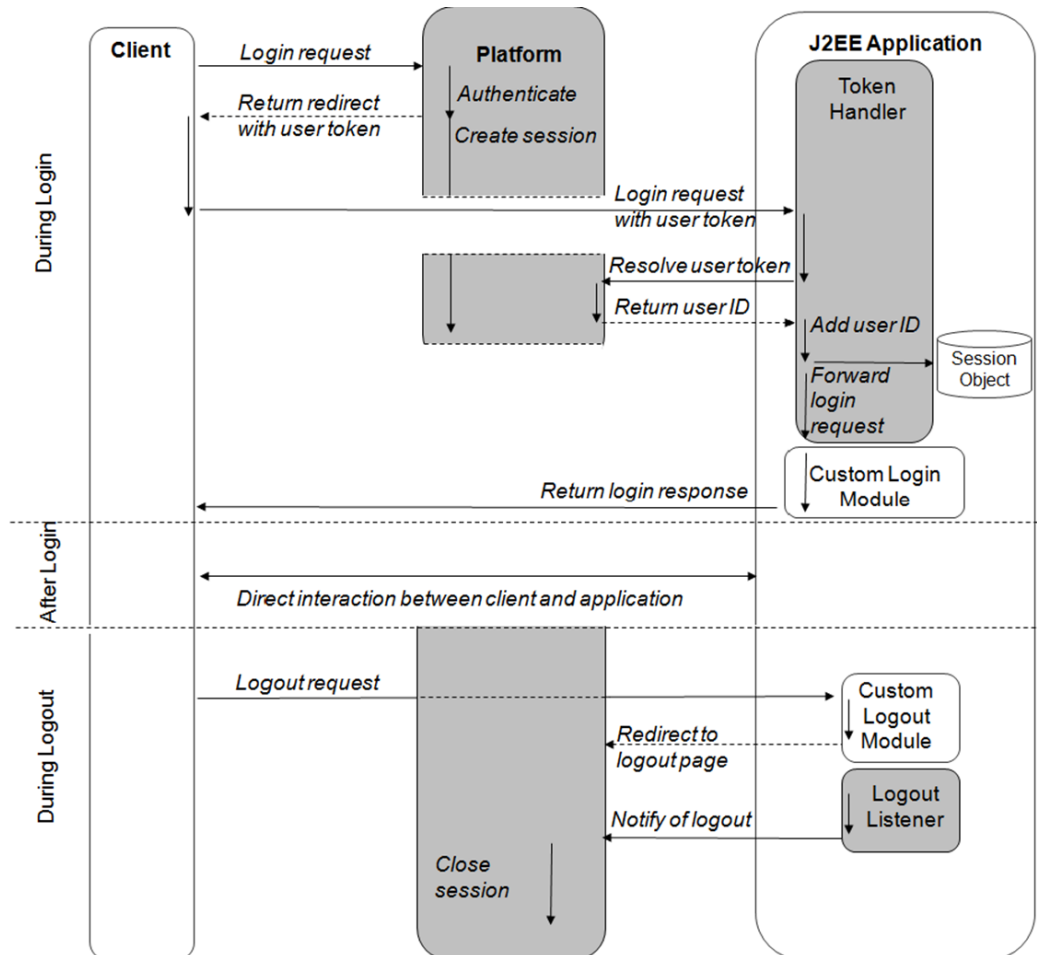 Client
Platform
J2EE Application
Login request
Token
Handler
Authenticate
Return redirect
with user token
Create session
During Login
Login request
with user token
Resolve user token
Return user ID
Add user ID
Session
Object
Forward
login
request
Custom Login
Module
Return login response
After Login
Direct interaction between client and application
During Logout
Logout request
Custom
Logout
Module
Redirect to
logout page
Logout
Listener
Notify of logout
Close
session